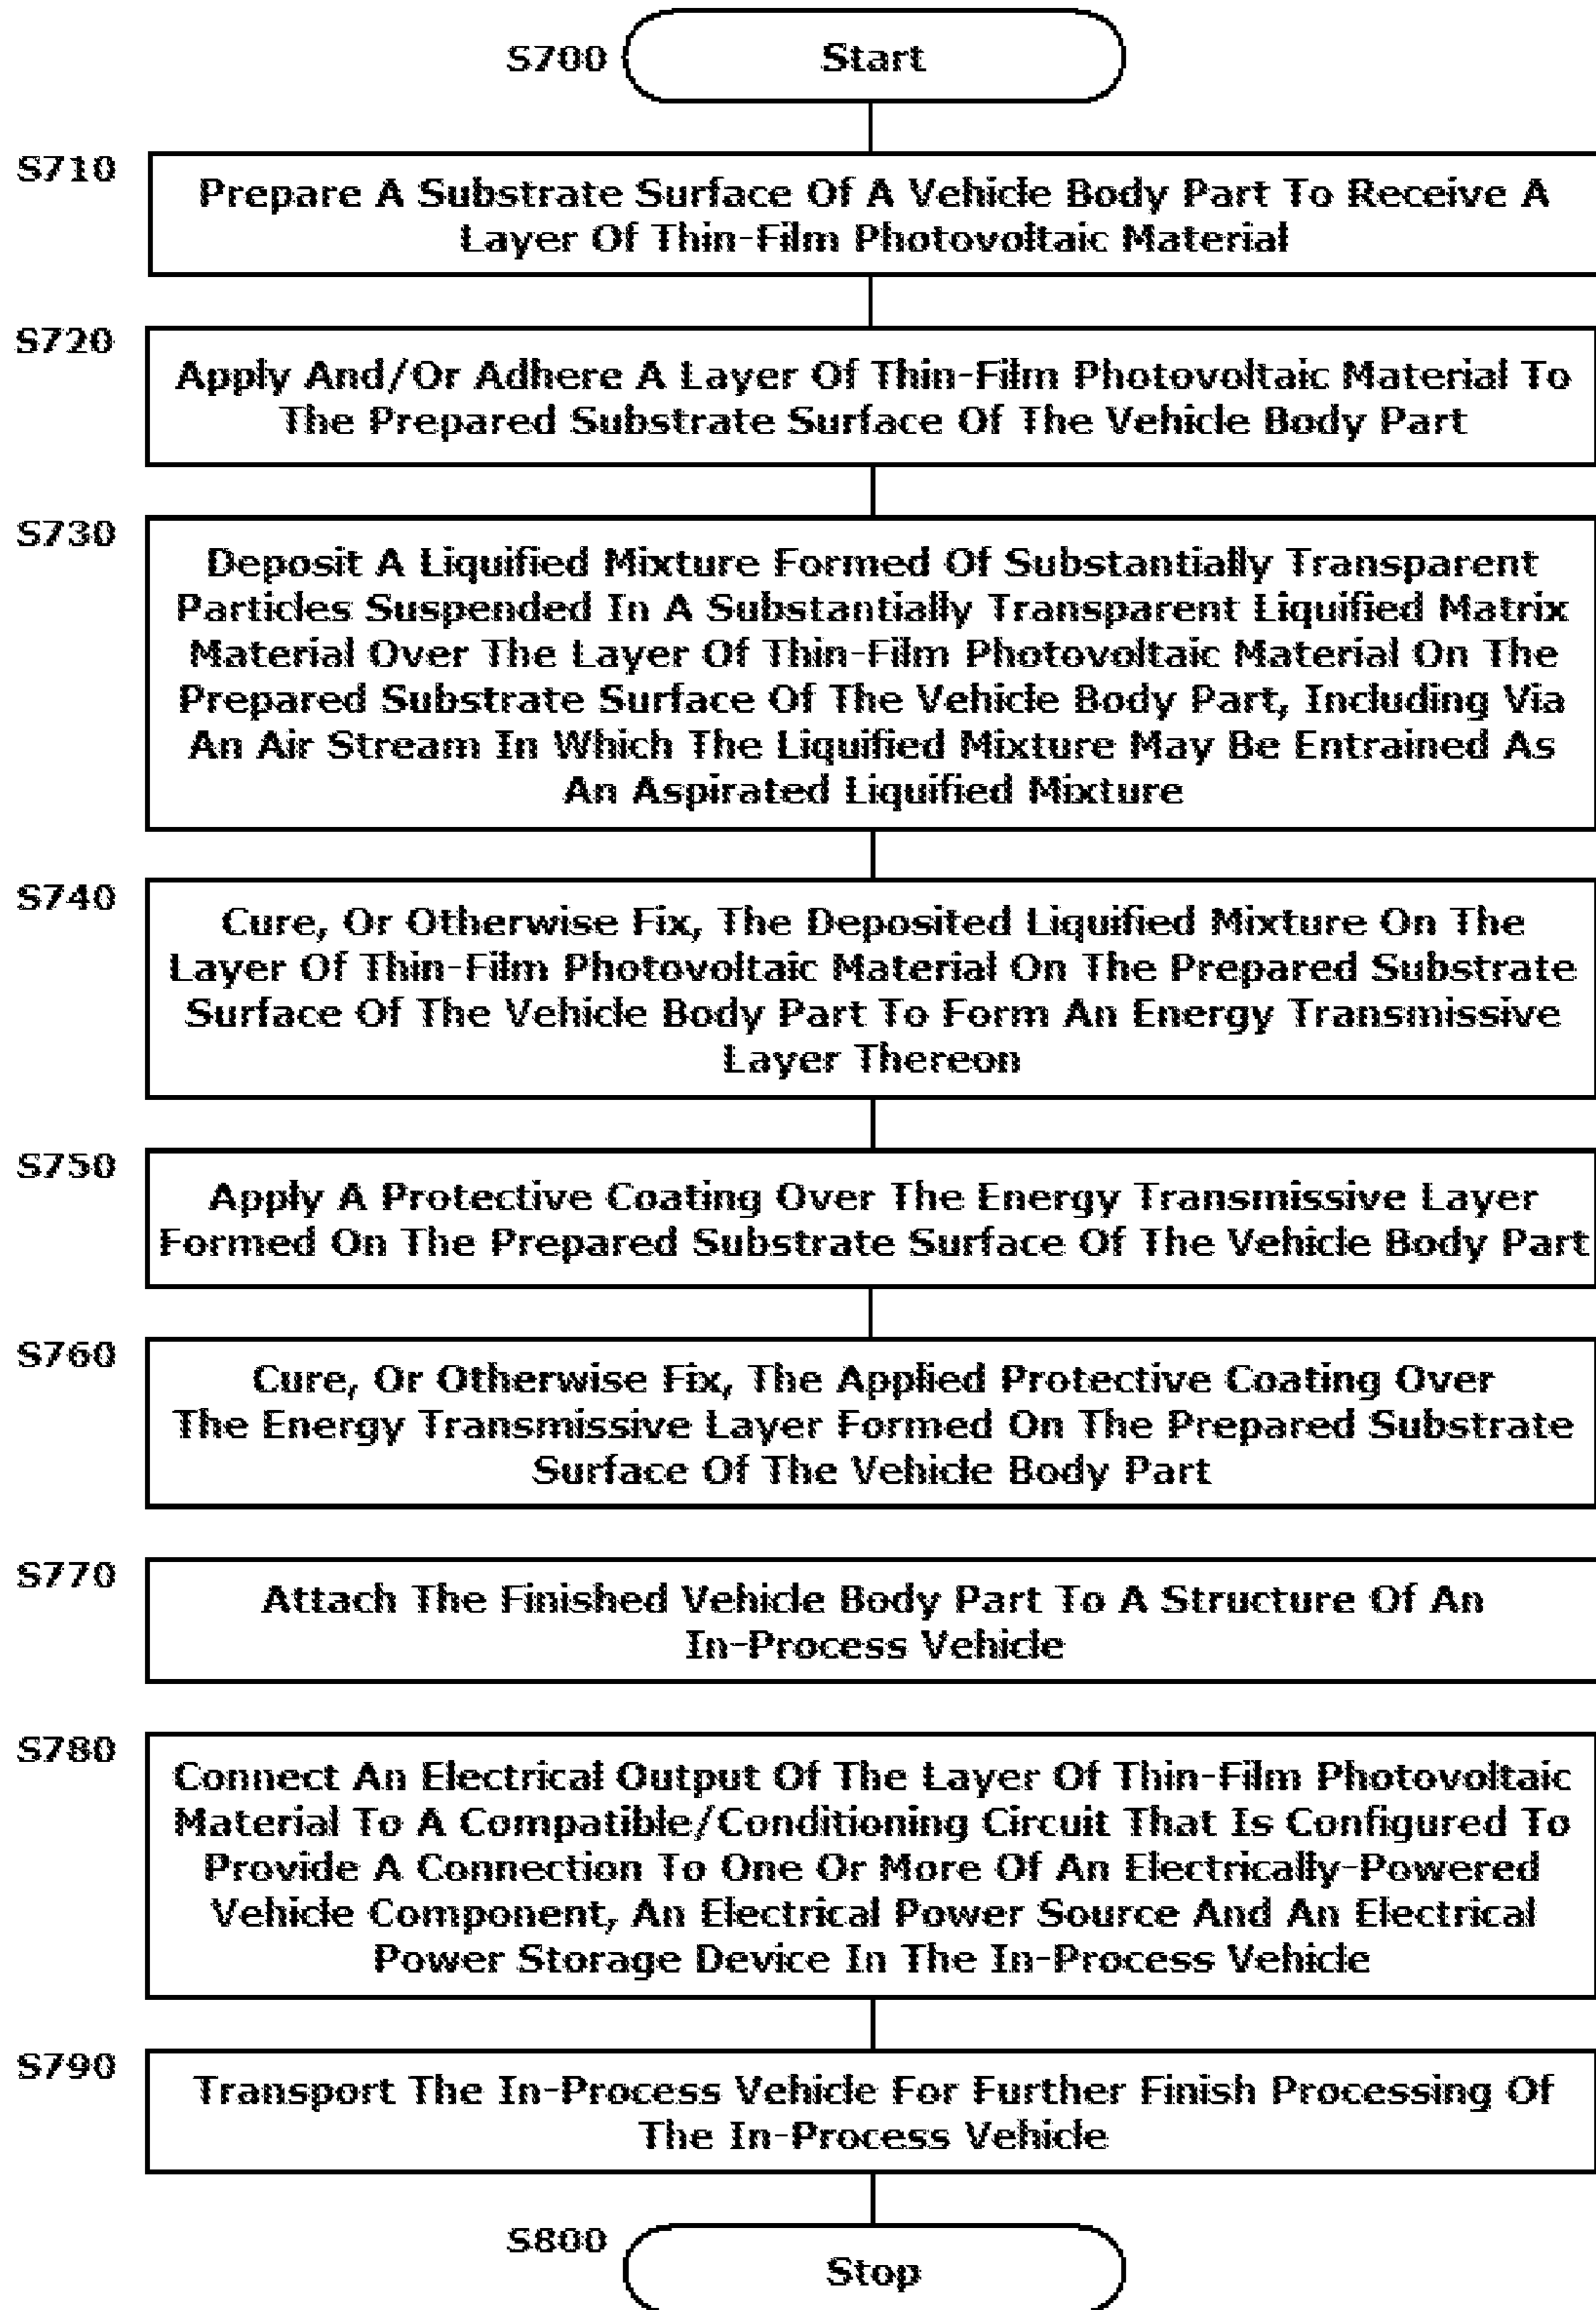 S700
Start
S710
Prepare A Substrate Surface Of A Vehicle Body Part To Receive A
Layer Of Thin-Film Photovoltaic Material
S720
Apply And/Or Adhere A Layer Of Thin-Film Photovoltaic Material To
The Prepared Substrate Surface Of The Vehicle Body Part
S730
Deposit A Liquified Mixture Formed Of Substantially Transparent
Particles Suspended In A Substantially Transparent Liquified Matrix
Material Over The Layer Of Thin-Film Photovoltaic Material On The
Prepared Substrate Surface Of The Vehicle Body Part, Including Via
An Air Stream In Which The Liquified Mixture May Be Entrained As
An Aspirated Liquified Mixture
S740
Cure, Or Otherwise Fix, The Deposited Liquified Mixture On The
Layer Of Thin-Film Photovoltaic Material On The Prepared Substrate
Surface Of The Vehicle Body Part To Form An Energy Transmissive
Layer Thereon
S750
Apply A Protective Coating Over The Energy Transmissive Layer
Formed On The Prepared Substrate Surface Of The Vehicle Body Part
S760
Cure, Or Otherwise Fix, The Applied Protective Coating Over
The Energy Transmissive Layer Formed On The Prepared Substrate
Surface Of The Vehicle Body Part
S770
Attach The Finished Vehicle Body Part To A Structure Of An
In-Process Vehicle
S780
Connect An Electrical Output Of The Layer Of Thin-Film Photovoltaic
Material To A Compatible/Conditioning Circuit That Is Configured To
Provide A Connection To One Or More Of An Electrically-Powered
Vehicle Component, An Electrical Power Source And An Electrical
Power Storage Device In The In-Process Vehicle
S790
Transport The In-Process Vehicle For Further Finish Processing Of
The In-Process Vehicle
S800
Stop